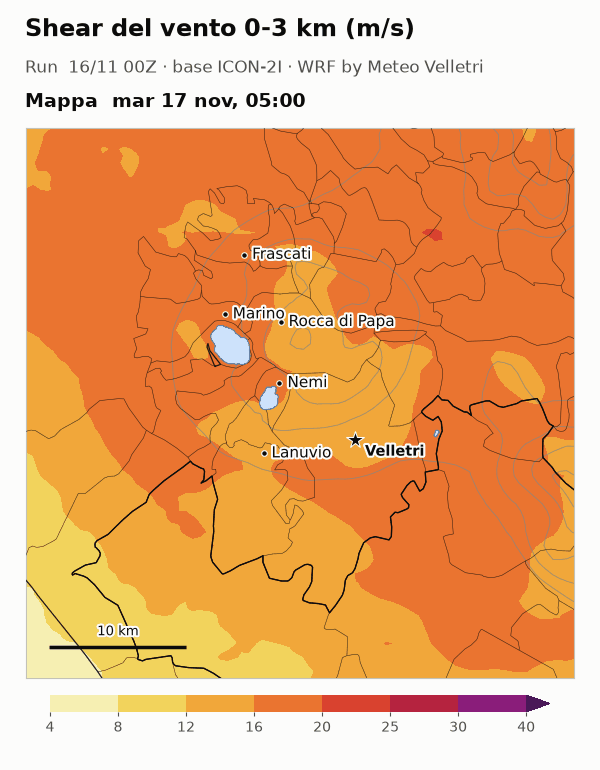 Shear del vento 0-3 km (m/s)
Run  16/11 00Z · base ICON-2I · WRF by Meteo Velletri
Mappa  mar 17 nov, 05:00
Frascati
Marino
Rocca di Papa
Nemi
Velletri
Lanuvio
10 km
4 8 12 16 20 25 30 40